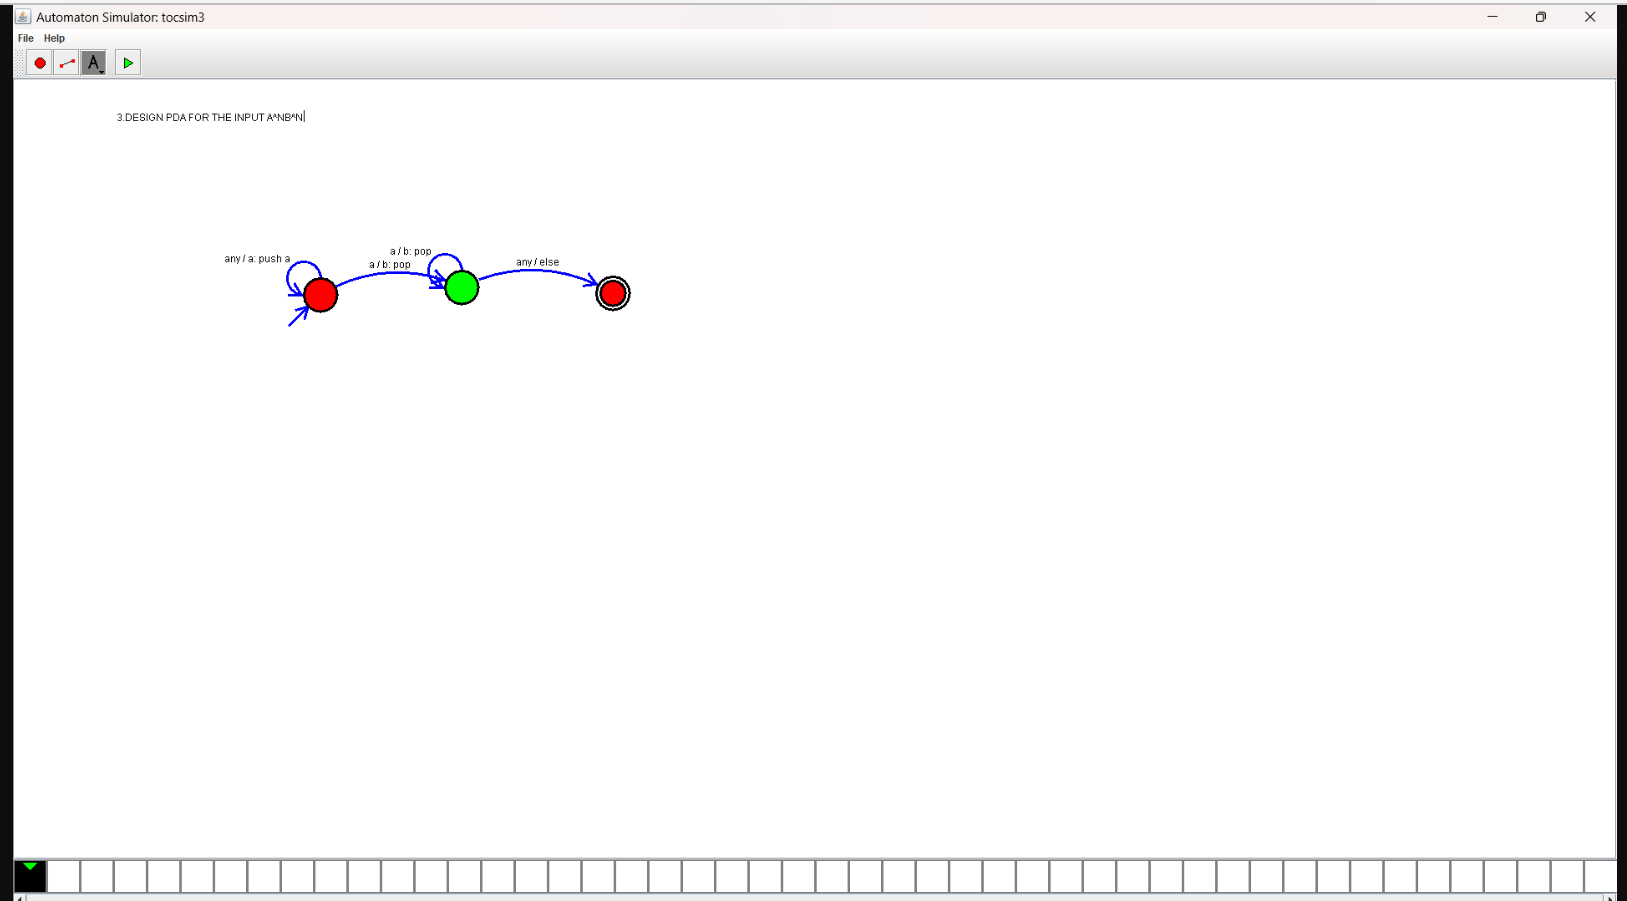 Automaton Simulator: tocsim3
File Help
A
3.DESIGN PDA FOR THE INPUT A^NB^N
any / a: push a
a / b: pop
a / b: pop
any / else